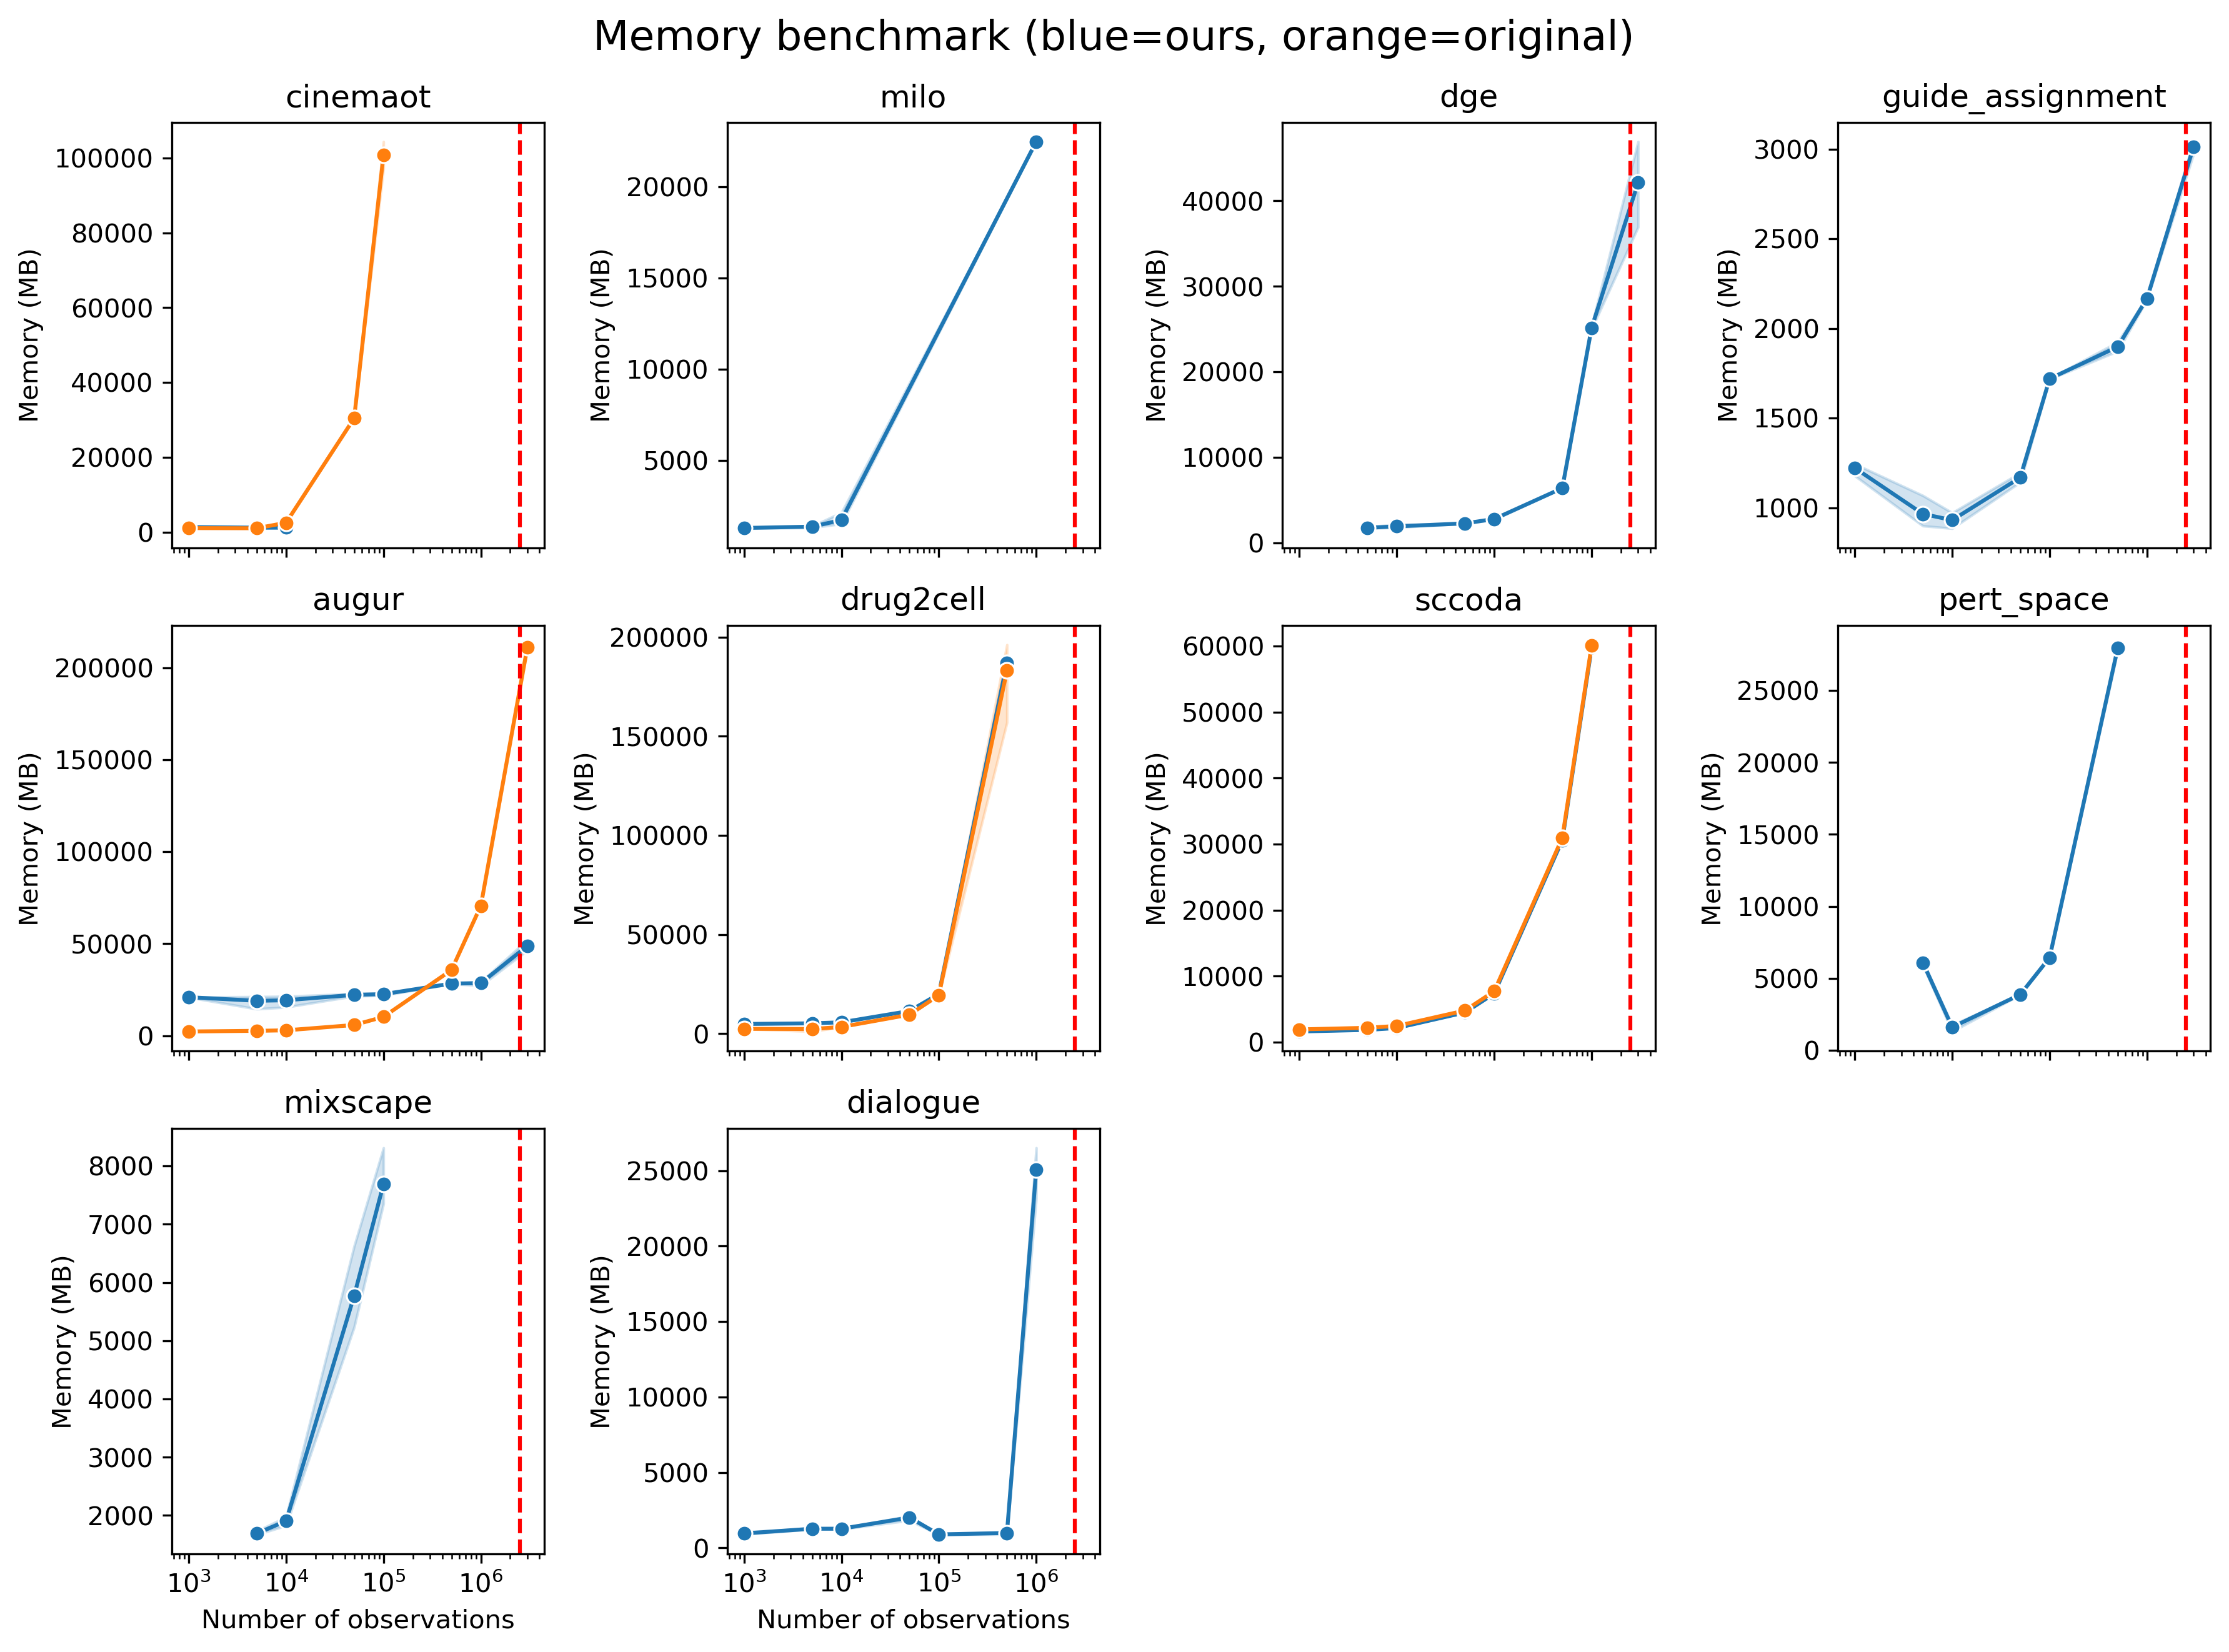 Memory benchmark (blue=ours, orange=original)
cinemaot
milo
dge
guide_assignment
Memory (MB)
100000
80000
60000
40000
20000
0
Memory (MB)
20000
15000
10000
5000
Memory (MB)
40000
30000
20000
10000
0
Memory (MB)
3000
2500
2000
1500
1000
augur
drug2cell
sccoda
pert_space
Memory (MB)
200000
150000
100000
50000
0
Memory (MB)
200000
150000
100000
50000
0
Memory (MB)
60000
50000
40000
30000
20000
10000
0
Memory (MB)
25000
20000
15000
10000
5000
0
mixscape
dialogue
Memory (MB)
8000
7000
6000
5000
4000
3000
2000
10³ 10⁴ 10⁵ 10⁶
Number of observations
Memory (MB)
25000
20000
15000
10000
5000
0
10³ 10⁴ 10⁵ 10⁶
Number of observations